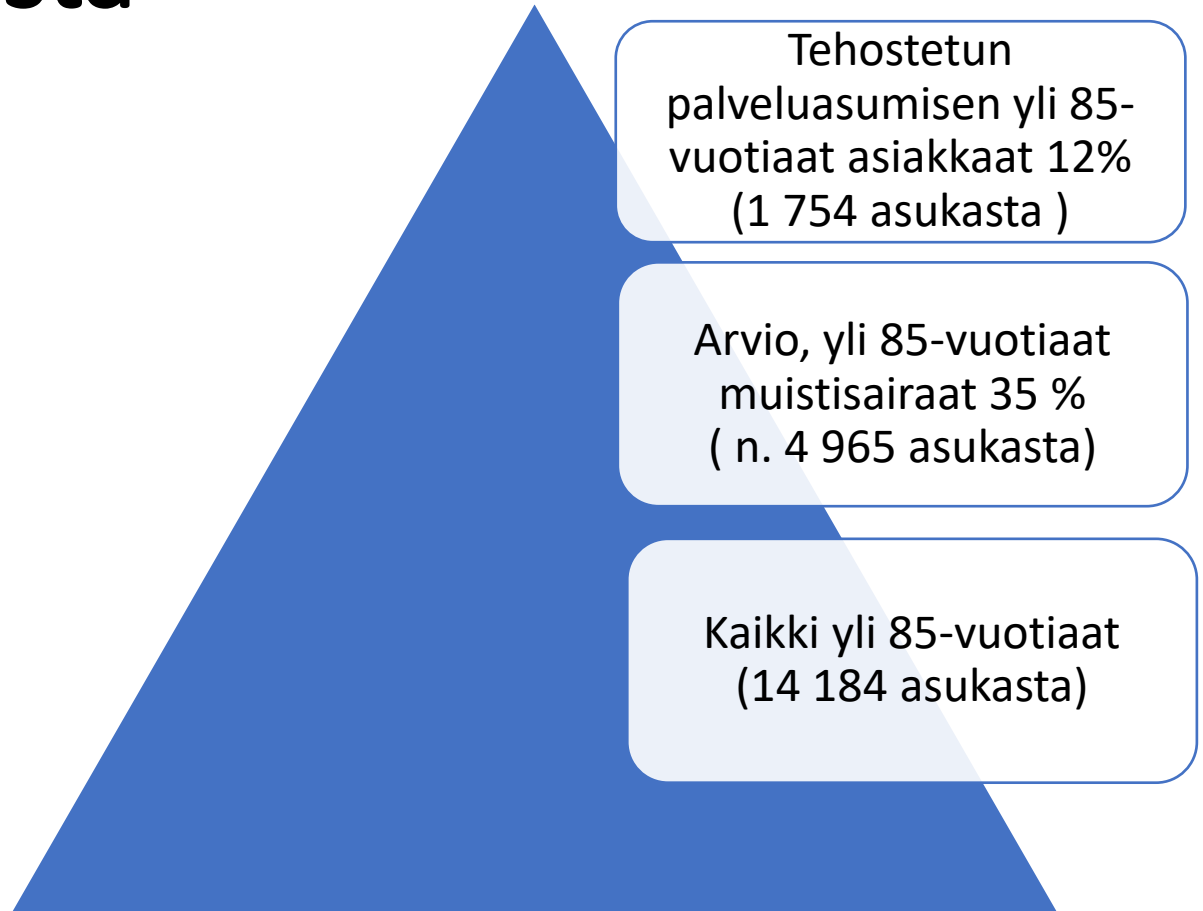 Tehostetun
palveluasumisen yli 85-
vuotiaat asiakkaat 12%
(1 754 asukasta )
Arvio, yli 85-vuotiaat
muistisairaat 35 %
( n. 4 965 asukasta)
Kaikki yli 85-vuotiaat
(14 184 asukasta)